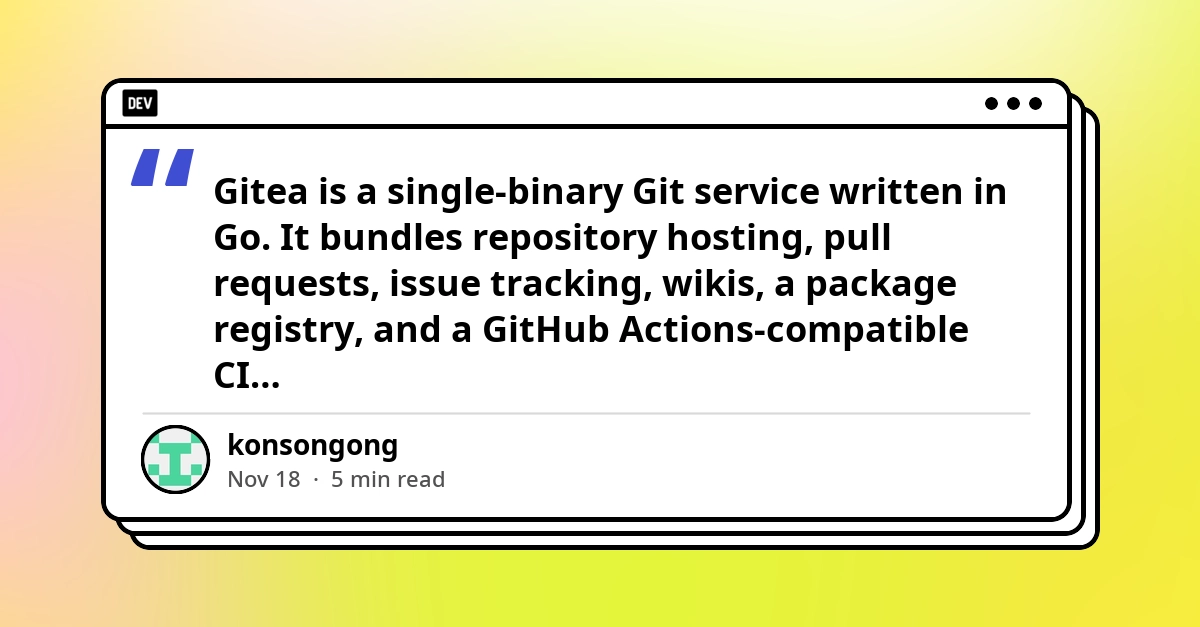 DEV
“
Gitea is a single-binary Git service written in
Go. It bundles repository hosting, pull
requests, issue tracking, wikis, a package
registry, and a GitHub Actions-compatible
CI...
konsongong
Nov 18 · 5 min read